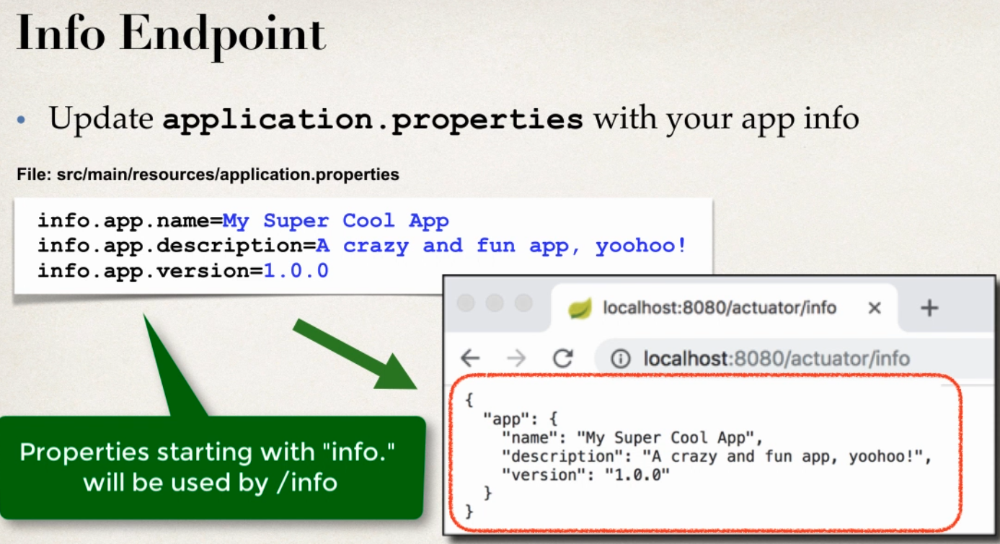 Info Endpoint
• Update application.properties with your app info
File: src/main/resources/application.properties
info.app.name=My Super Cool App
info.app.description=A crazy and fun app, yoohoo!
info.app.version=1.0.0
localhost:8080/actuator/info
localhost:8080/actuator/info
{
"app": {
"name": "My Super Cool App",
"description": "A crazy and fun app, yoohoo!",
"version": "1.0.0"
}
}
Properties starting with "info."
will be used by /info